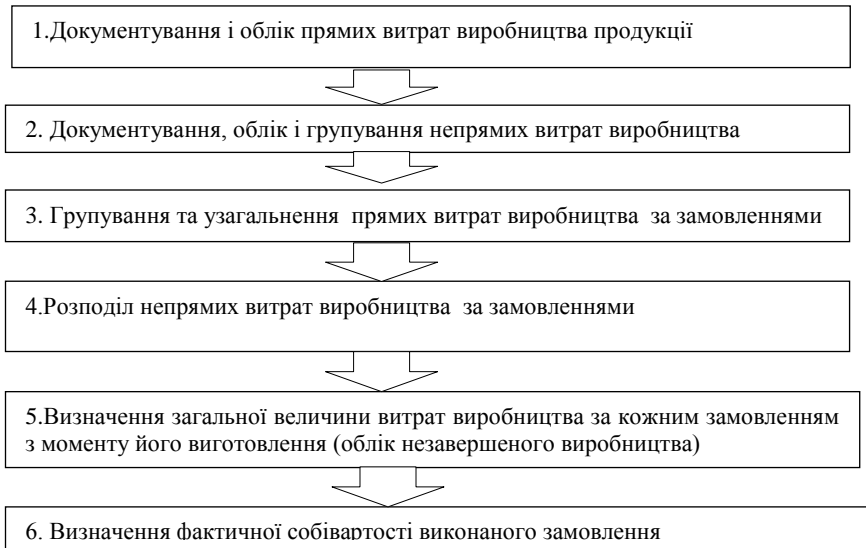 1.Документування і облік прямих витрат виробництва продукції
2. Документування, облік і групування непрямих витрат виробництва
3. Групування та узагальнення прямих витрат виробництва за замовленнями
4.Розподіл непрямих витрат виробництва за замовленнями
5.Визначення загальної величини витрат виробництва за кожним замовленням
з моменту його виготовлення (облік незавершеного виробництва)
6. Визначення фактичної собівартості виконаного замовлення